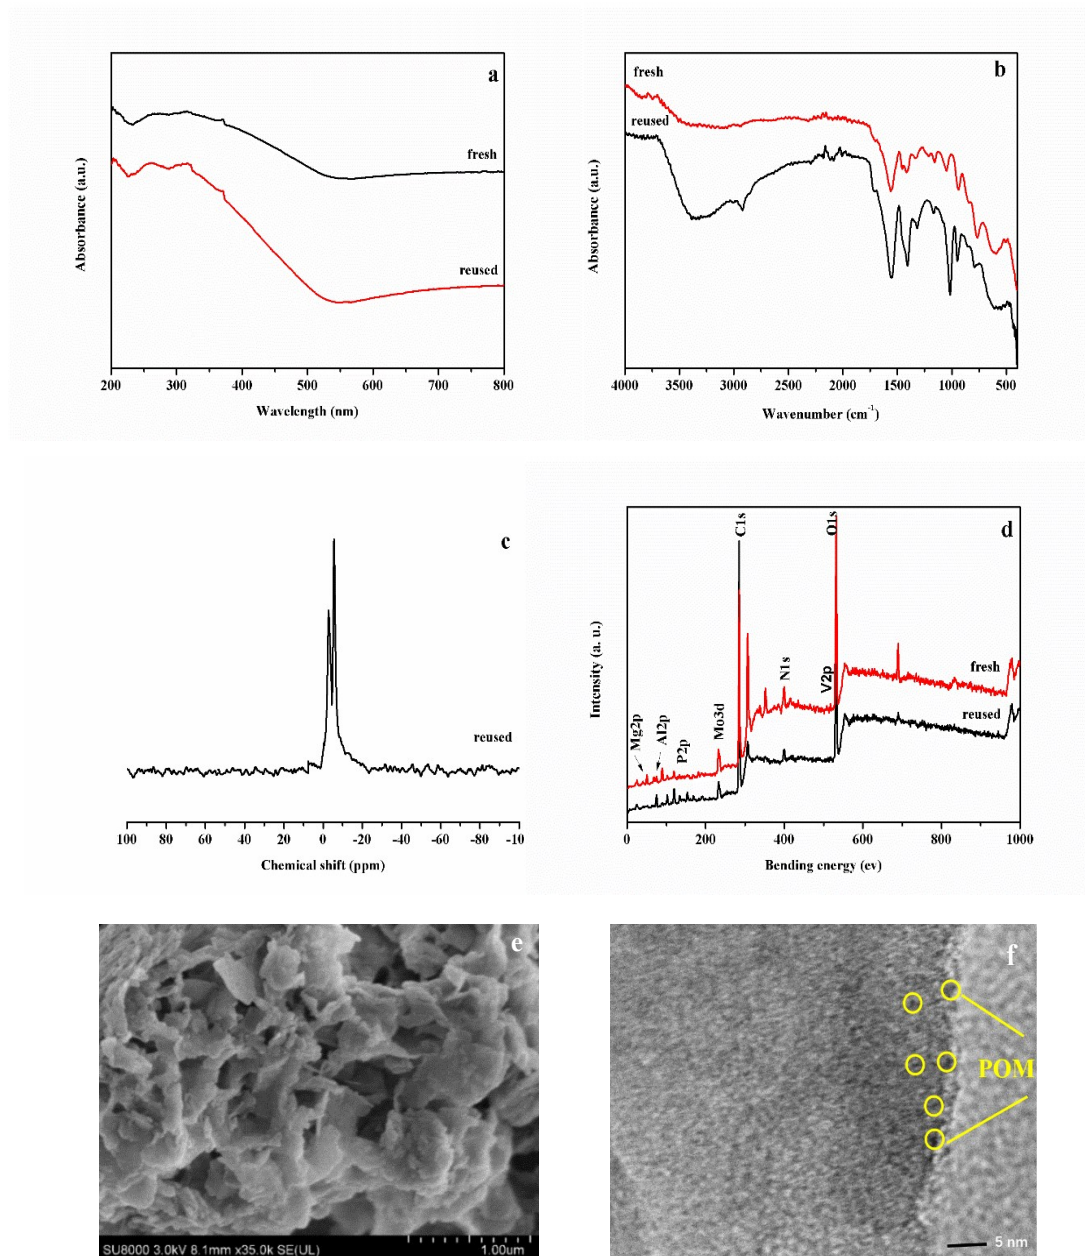 a
fresh
reused
Absorbance (a.u.)
200 300 400 500 600 700 800
Wavelength (nm)
b
fresh
reused
Absorbance (a.u.)
4000 3500 3000 2500 2000 1500 1000 500
Wavenumber (cm-1)
c
reused
100 80 60 40 20 0 -20 -40 -60 -80 -10
Chemical shift (ppm)
d
C1s
O1s
Mg2p
Al2p
P2p
Mo3d
N1s
V2p
fresh
reused
Intensity (a. u.)
0 200 400 600 800 1000
Bending energy (ev)
e
SU8000 3.0kV 8.1mm x35.0k SE(UL)
1.00um
f
POM
5 nm